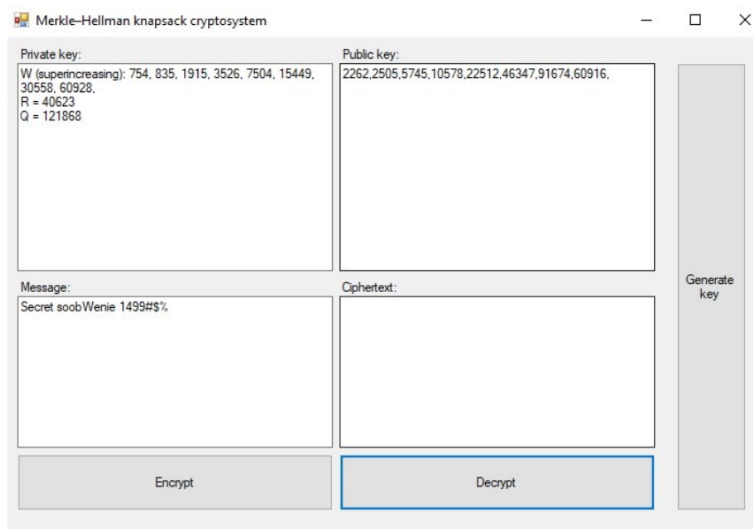 Merkle–Hellman knapsack cryptosystem
Private key:
W (superincreasing): 754, 835, 1915, 3526, 7504, 15449,
30558, 60928,
R = 40623
Q = 121868
Public key:
2262,2505,5745,10578,22512,46347,91674,60916,
Generate
key
Message:
Secret soobWenie 1499#$%
Ciphertext:
Encrypt
Decrypt